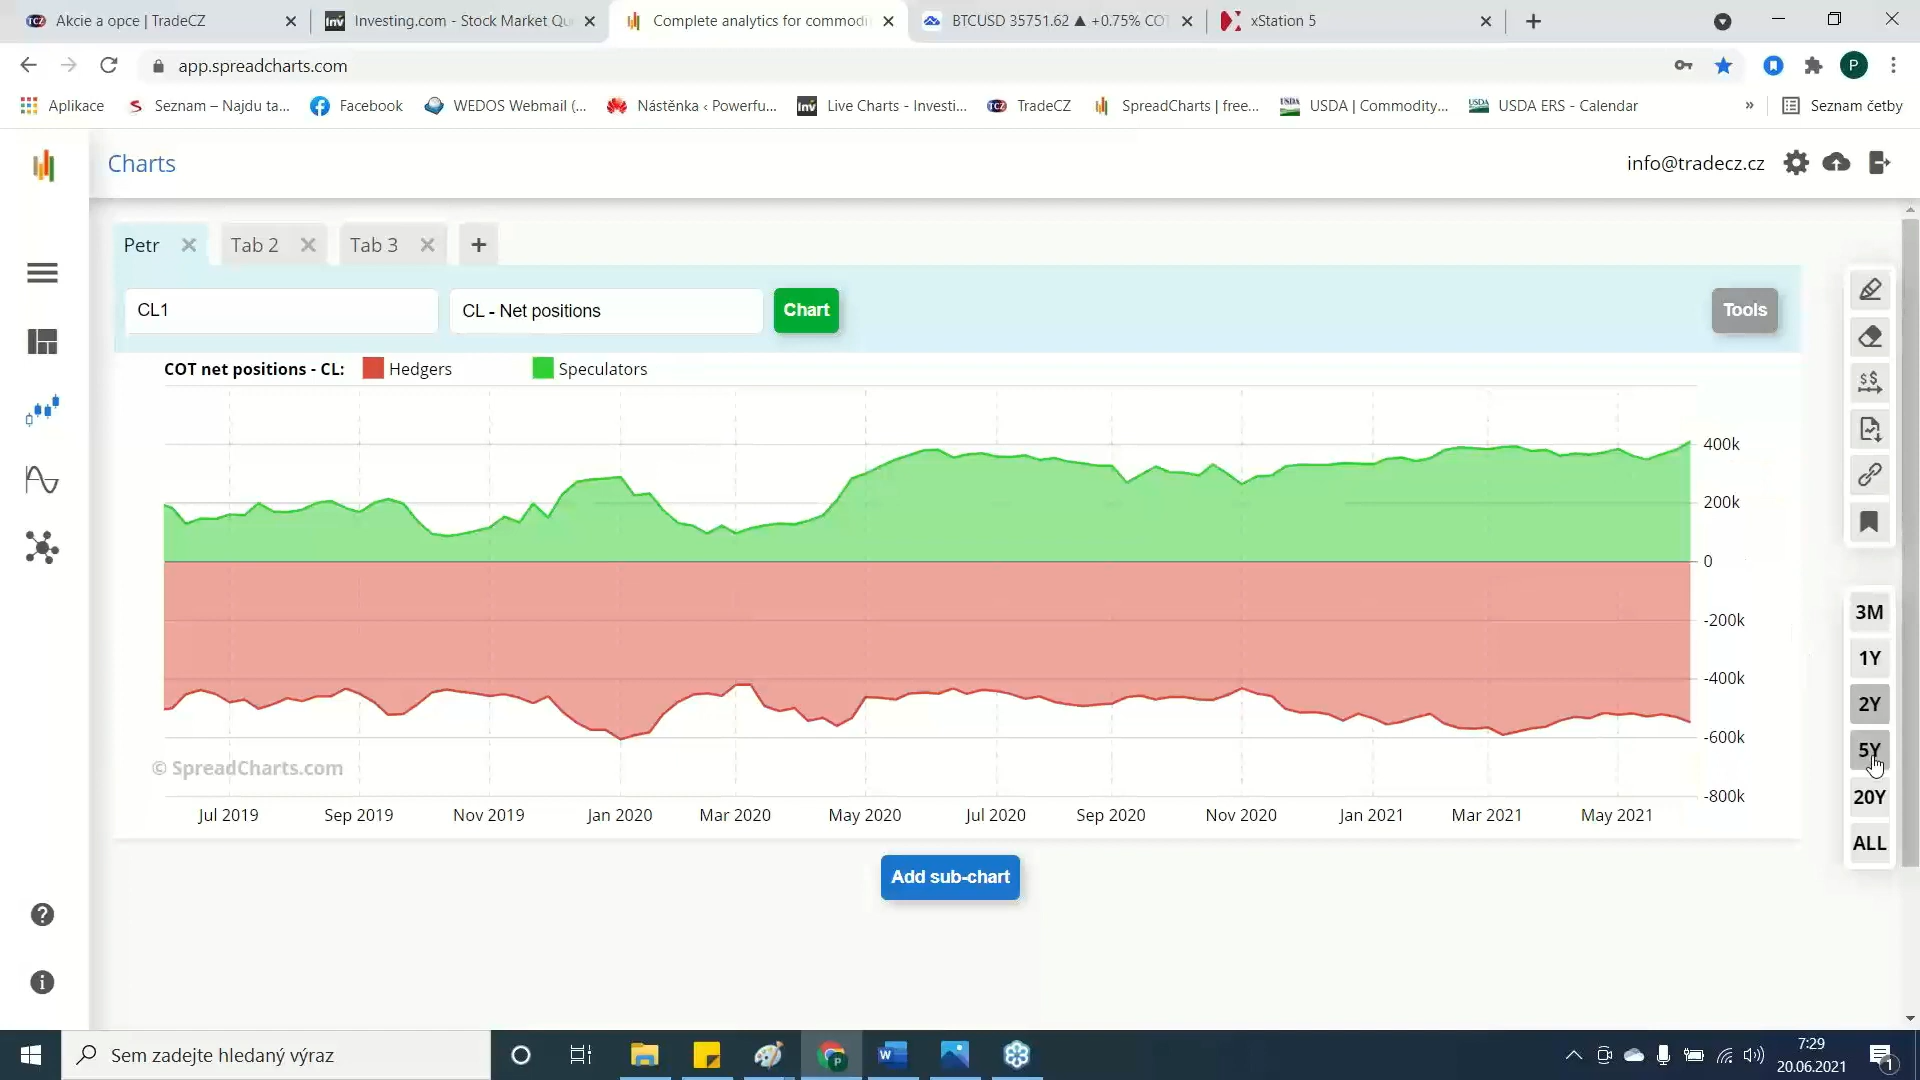 Akcie a opce | TradeCZ
Investing.com - Stock Market Qu
Complete analytics for commodi
BTCUSD 35751.62 ▲ +0.75% COT
xStation 5
app.spreadcharts.com
P
Aplikace
Seznam – Najdu ta...
Facebook
WEDOS Webmail (...
Nástěnka ‹ Powerfu...
Live Charts - Investi...
TradeCZ
SpreadCharts | free...
USDA | Commodity...
USDA ERS - Calendar
»
Seznam četby
Charts
info@tradecz.cz
Petr
Tab 2
Tab 3
CL1
CL - Net positions
Chart
Tools
COT net positions - CL:
Hedgers
Speculators
400k
200k
0
-200k
-400k
-600k
-800k
© SpreadCharts.com
Jul 2019
Sep 2019
Nov 2019
Jan 2020
Mar 2020
May 2020
Jul 2020
Sep 2020
Nov 2020
Jan 2021
Mar 2021
May 2021
3M
1Y
2Y
5Y
20Y
ALL
Add sub-chart
Sem zadejte hledaný výraz
7:29
20.06.2021
1